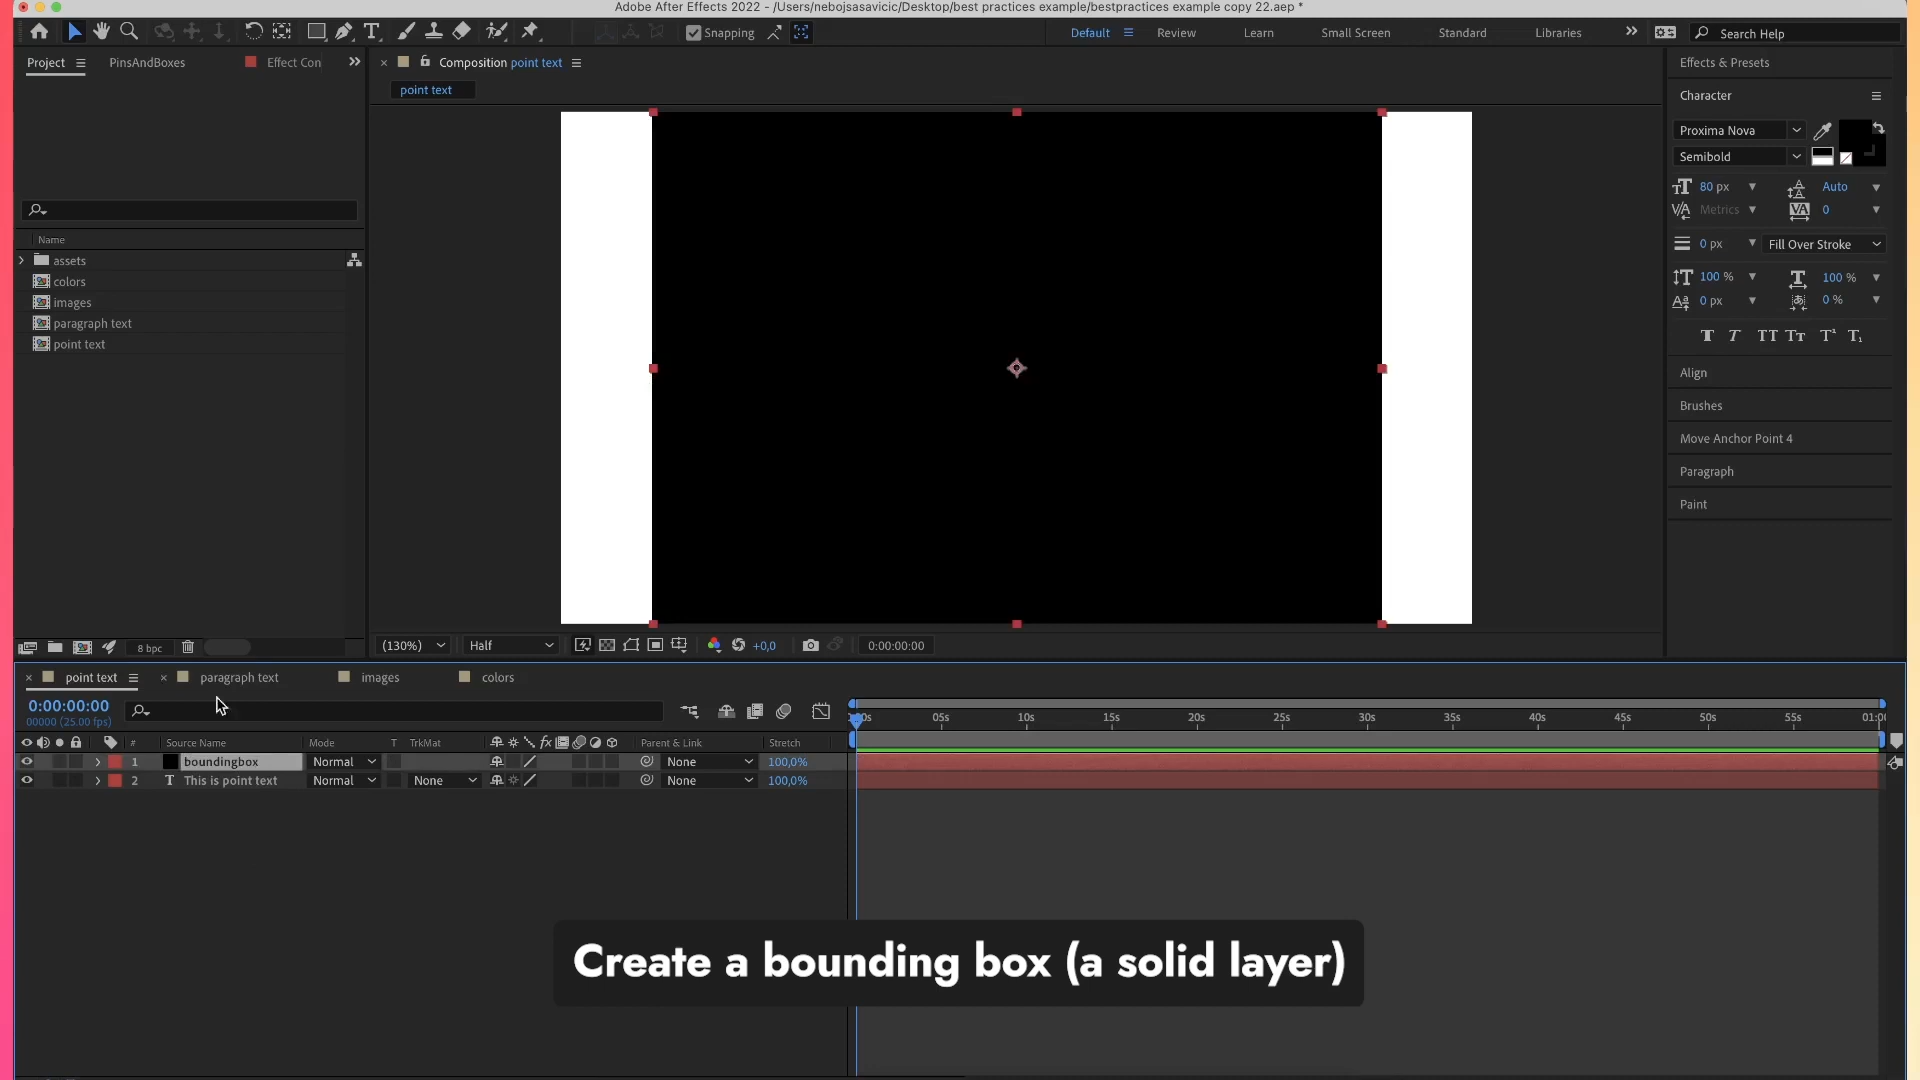 Adobe After Effects 2022 - /Users/nebojsasavicic/Desktop/best practices example/bestpractices example copy 22.aep *
Snapping
Default
Review
Learn
Small Screen
Standard
Libraries
Search Help
Project
PinsAndBoxes
Effect Con
Composition point text
point text
Effects & Presets
Character
Proxima Nova
Semibold
80 px
Auto
Metrics
0
0 px
Fill Over Stroke
100 %
100 %
0 px
0 %
Align
Brushes
Move Anchor Point 4
Paragraph
Paint
Name
assets
colors
images
paragraph text
point text
8 bpc
(130%)
Half
+0,0
0:00:00:00
point text
paragraph text
images
colors
0:00:00:00
00000 (25.00 fps)
05s
10s
15s
20s
25s
30s
35s
40s
45s
50s
55s
# Source Name Mode T TrkMat Parent & Link Stretch
1 boundingbox Normal None 100,0%
2 T This is point text Normal None None 100,0%
Create a bounding box (a solid layer)